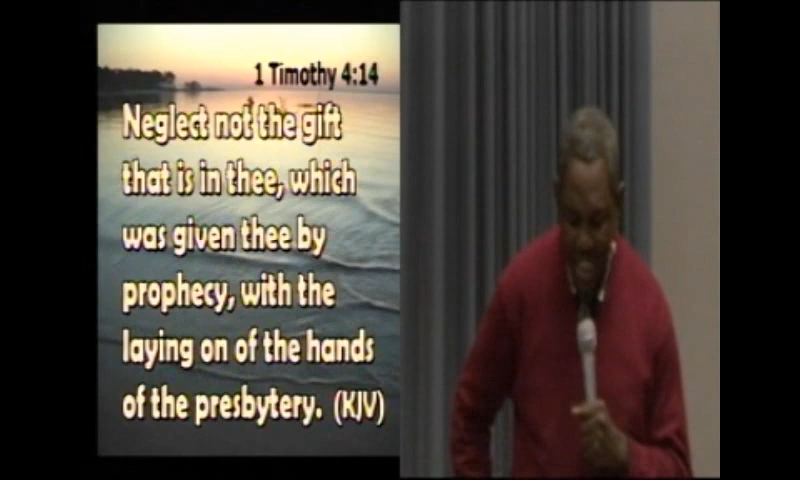 1 Timothy 4:14
Neglect not the gift
that is in thee, which
was given thee by
prophecy, with the
laying on of the hands
of the presbytery. (KJV)